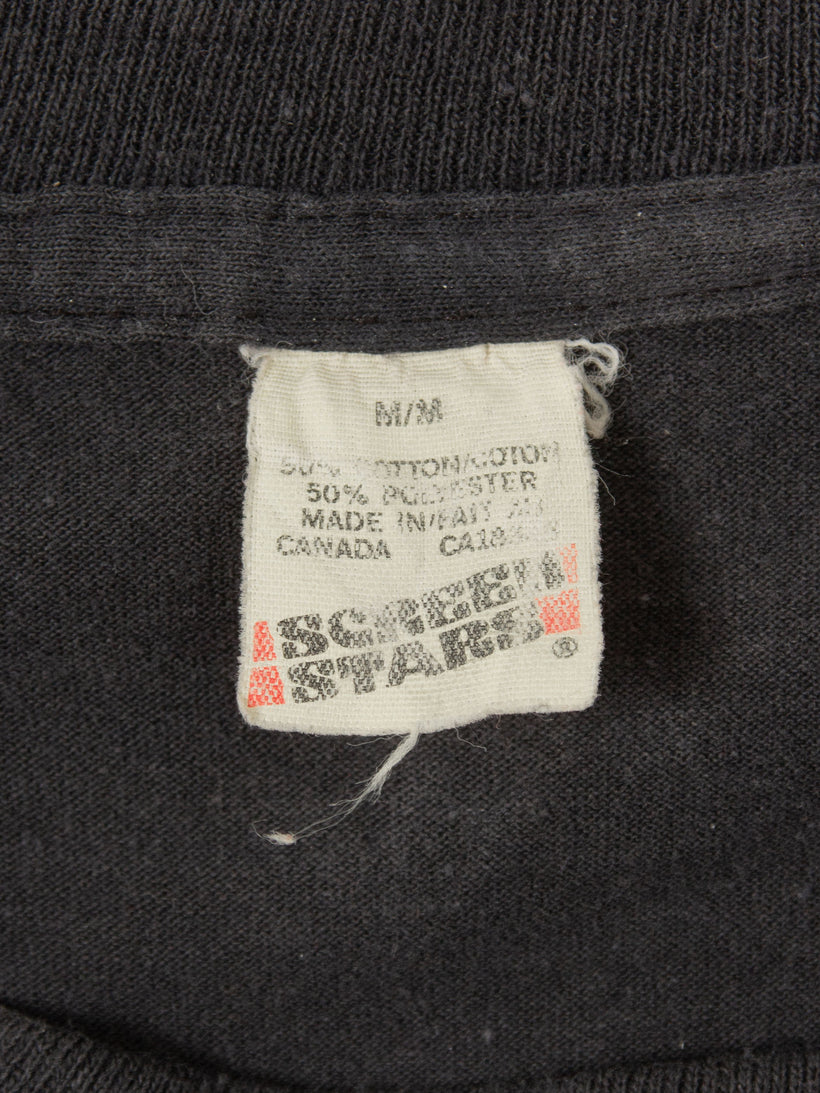 M/M
50% COTTON/COTON
50% POLYESTER
MADE IN/FAIT AU
CANADA
SCREEN
STARS®